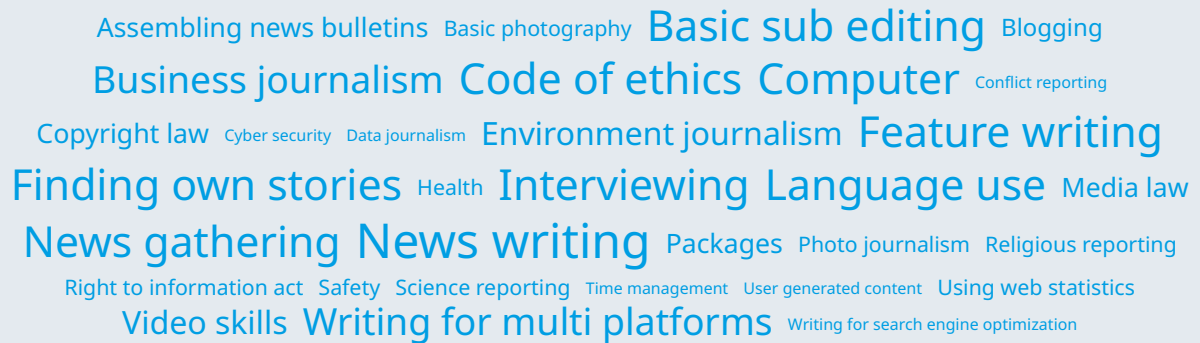 Assembling news bulletins Basic photography Basic sub editing Blogging
Business journalism Code of ethics Computer Conflict reporting
Copyright law Cyber security Data journalism Environment journalism Feature writing
Finding own stories Health Interviewing Language use Media law
News gathering News writing Packages Photo journalism Religious reporting
Right to information act Safety Science reporting Time management User generated content Using web statistics
Video skills Writing for multi platforms Writing for search engine optimization